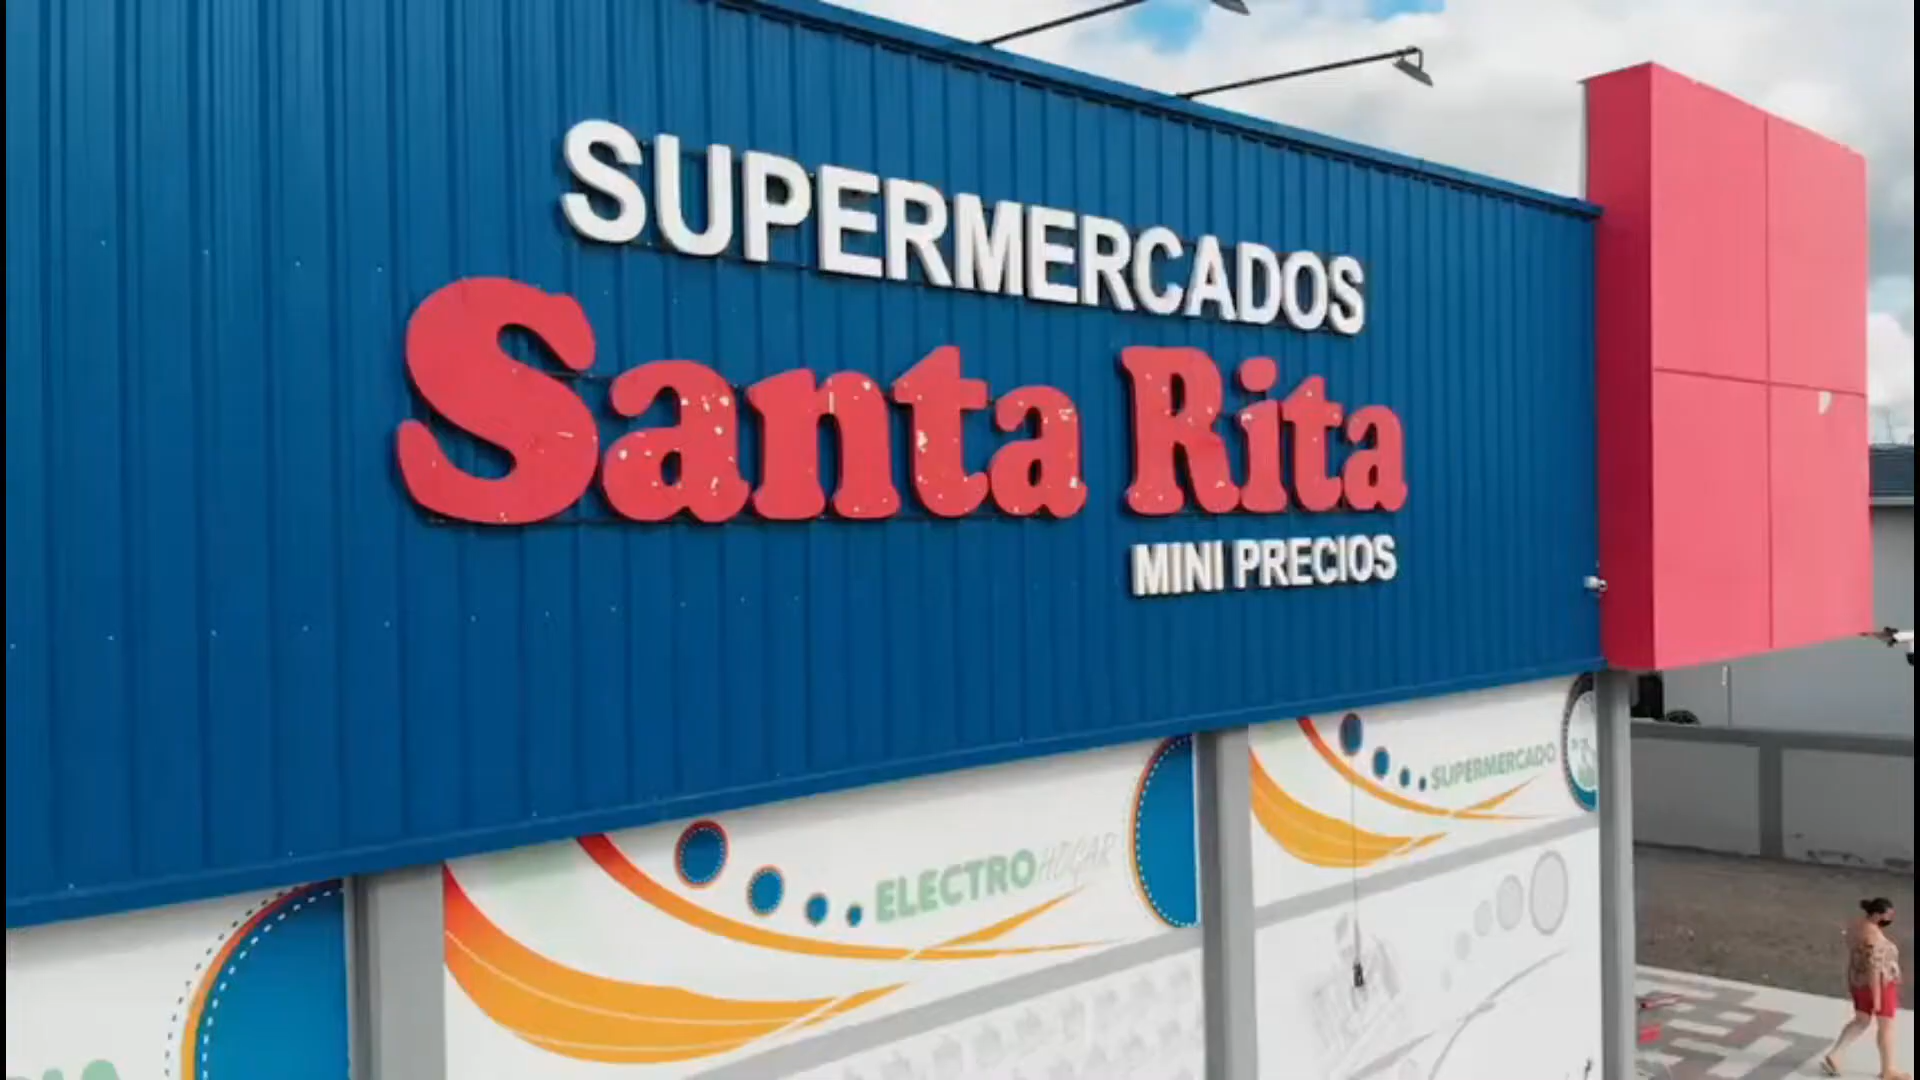 SUPERMERCADOS
Santa Rita
MINI PRECIOS
SUPERMERCADO
ELECTROHOGAR